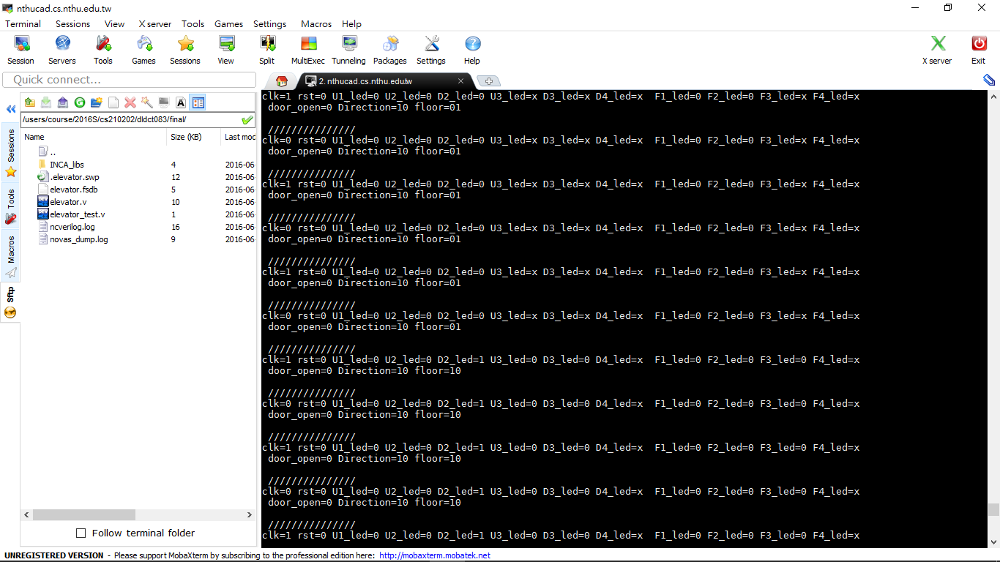 nthucad.cs.nthu.edu.tw
Terminal Sessions View X server Tools Games Settings Macros Help
Session Servers Tools Games Sessions View Split MultiExec Tunneling Packages Settings Help X server Exit
Quick connect...
2. nthucad.cs.nthu.edu.tw
/users/course/2016S/cs210202/dldct083/final/
Name Size (KB) Last mod
..
INCA_libs 4 2016-06
.elevator.swp 12 2016-06
elevator.fsdb 5 2016-06
elevator.v 10 2016-06
elevator_test.v 1 2016-06
ncverilog.log 16 2016-06
novas_dump.log 9 2016-06
Sessions
Tools
Macros
Sftp
Follow terminal folder
clk=1 rst=0 U1_led=0 U2_led=0 D2_led=0 U3_led=x D3_led=x D4_led=x  F1_led=0 F2_led=0 F3_led=x F4_led=x
door_open=0 Direction=10 floor=01
///////////////
clk=0 rst=0 U1_led=0 U2_led=0 D2_led=0 U3_led=x D3_led=x D4_led=x  F1_led=0 F2_led=0 F3_led=x F4_led=x
door_open=0 Direction=10 floor=01
///////////////
clk=1 rst=0 U1_led=0 U2_led=0 D2_led=0 U3_led=x D3_led=x D4_led=x  F1_led=0 F2_led=0 F3_led=x F4_led=x
door_open=0 Direction=10 floor=01
///////////////
clk=0 rst=0 U1_led=0 U2_led=0 D2_led=0 U3_led=x D3_led=x D4_led=x  F1_led=0 F2_led=0 F3_led=x F4_led=x
door_open=0 Direction=10 floor=01
///////////////
clk=1 rst=0 U1_led=0 U2_led=0 D2_led=0 U3_led=x D3_led=x D4_led=x  F1_led=0 F2_led=0 F3_led=x F4_led=x
door_open=0 Direction=10 floor=01
///////////////
clk=0 rst=0 U1_led=0 U2_led=0 D2_led=0 U3_led=x D3_led=x D4_led=x  F1_led=0 F2_led=0 F3_led=x F4_led=x
door_open=0 Direction=10 floor=01
///////////////
clk=1 rst=0 U1_led=0 U2_led=0 D2_led=1 U3_led=0 D3_led=0 D4_led=x  F1_led=0 F2_led=0 F3_led=0 F4_led=x
door_open=0 Direction=10 floor=10
///////////////
clk=0 rst=0 U1_led=0 U2_led=0 D2_led=1 U3_led=0 D3_led=0 D4_led=x  F1_led=0 F2_led=0 F3_led=0 F4_led=x
door_open=0 Direction=10 floor=10
///////////////
clk=1 rst=0 U1_led=0 U2_led=0 D2_led=1 U3_led=0 D3_led=0 D4_led=x  F1_led=0 F2_led=0 F3_led=0 F4_led=x
door_open=0 Direction=10 floor=10
///////////////
clk=0 rst=0 U1_led=0 U2_led=0 D2_led=1 U3_led=0 D3_led=0 D4_led=x  F1_led=0 F2_led=0 F3_led=0 F4_led=x
door_open=0 Direction=10 floor=10
///////////////
clk=1 rst=0 U1_led=0 U2_led=0 D2_led=1 U3_led=0 D3_led=0 D4_led=x  F1_led=0 F2_led=0 F3_led=0 F4_led=x
UNREGISTERED VERSION - Please support MobaXterm by subscribing to the professional edition here: http://mobaxterm.mobatek.net